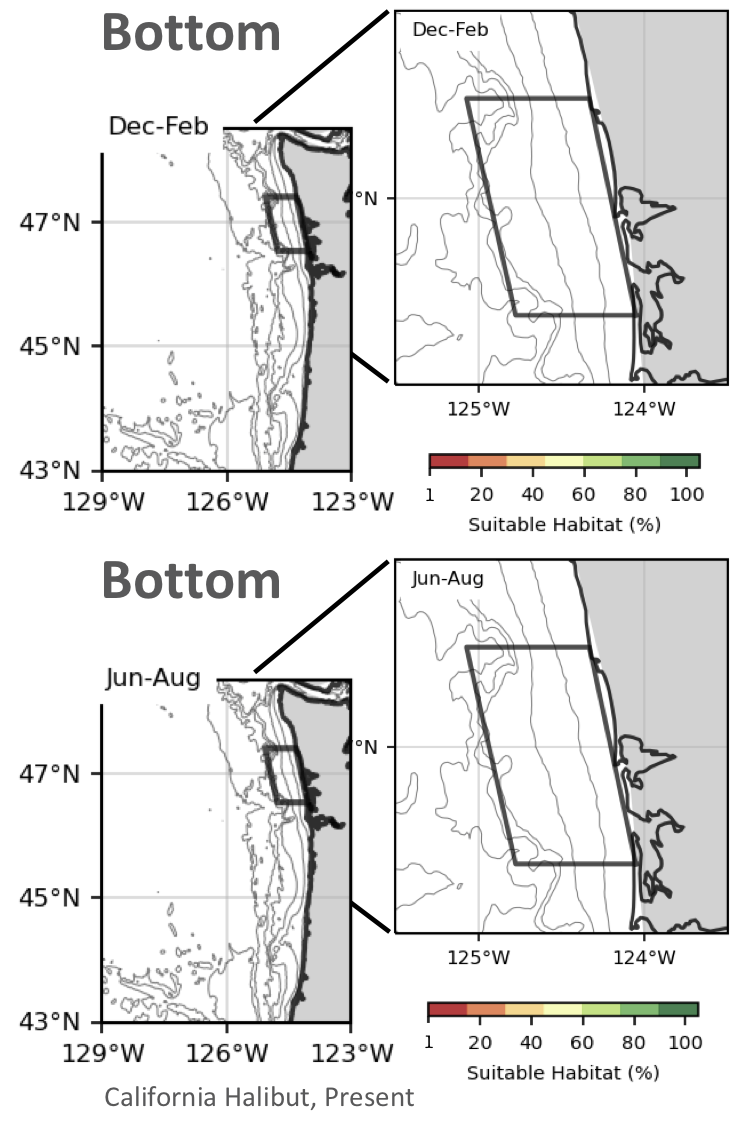 Bottom
Dec-Feb
Dec-Feb
47°N
°N
45°N
43°N
129°W 126°W 123°W
125°W 124°W
1 20 40 60 80 100
Suitable Habitat (%)
Bottom
Jun-Aug
Jun-Aug
47°N
°N
45°N
43°N
129°W 126°W 123°W
125°W 124°W
1 20 40 60 80 100
Suitable Habitat (%)
California Halibut, Present